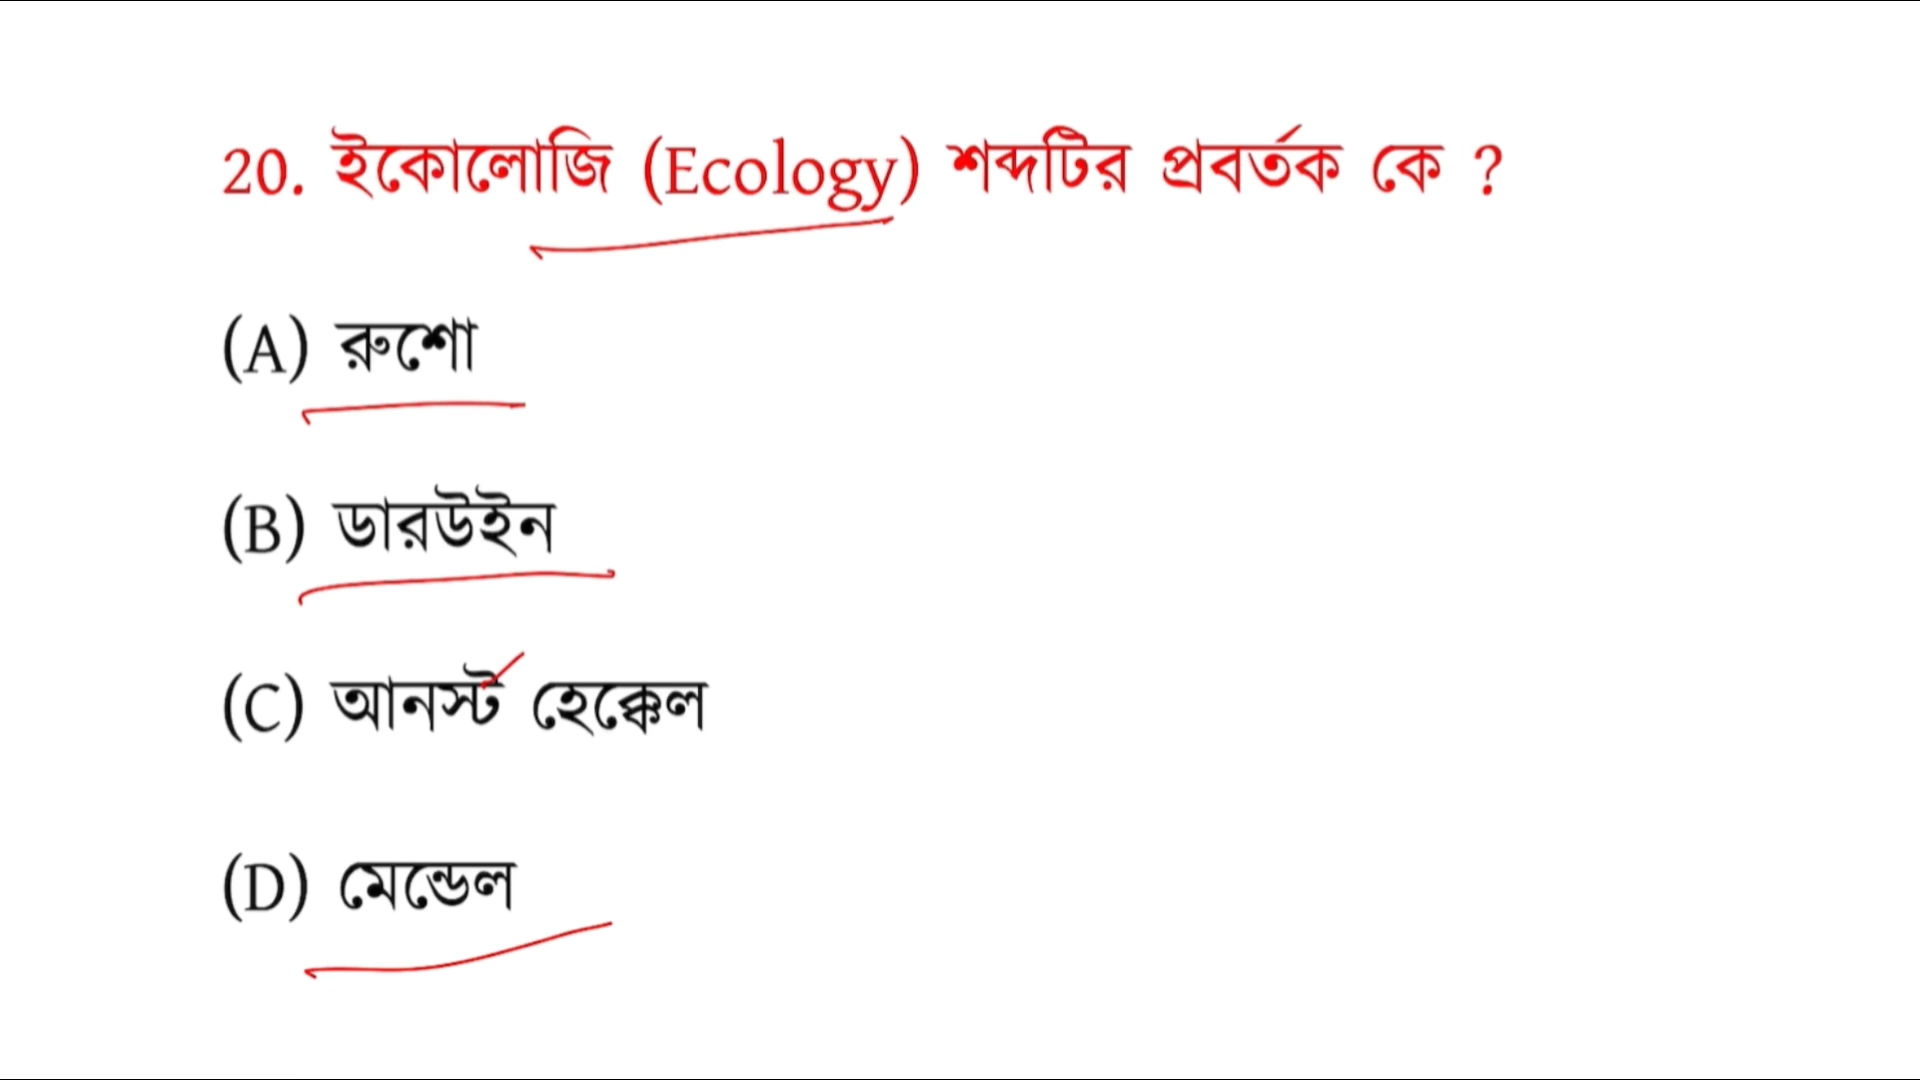 20. ইকোলোজি (Ecology) শব্দটির প্রবর্তক কে ?
(A) রুশো
(B) ডারউইন
(C) আনর্স্ট হেক্কেল
(D) মেন্ডেল